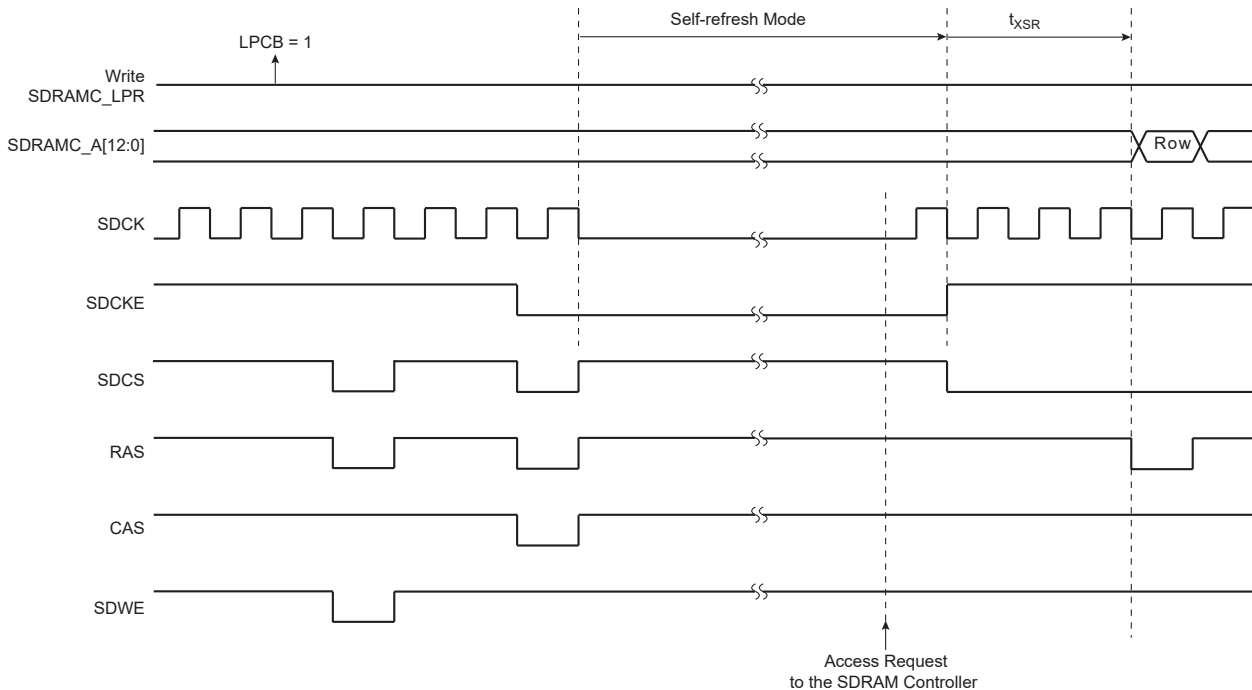 Self-refresh Mode
tXSR
LPCB = 1
Write
SDRAMC_LPR
SDRAMC_A[12:0]
Row
SDCK
SDCKE
SDCS
RAS
CAS
SDWE
Access Request
to the SDRAM Controller